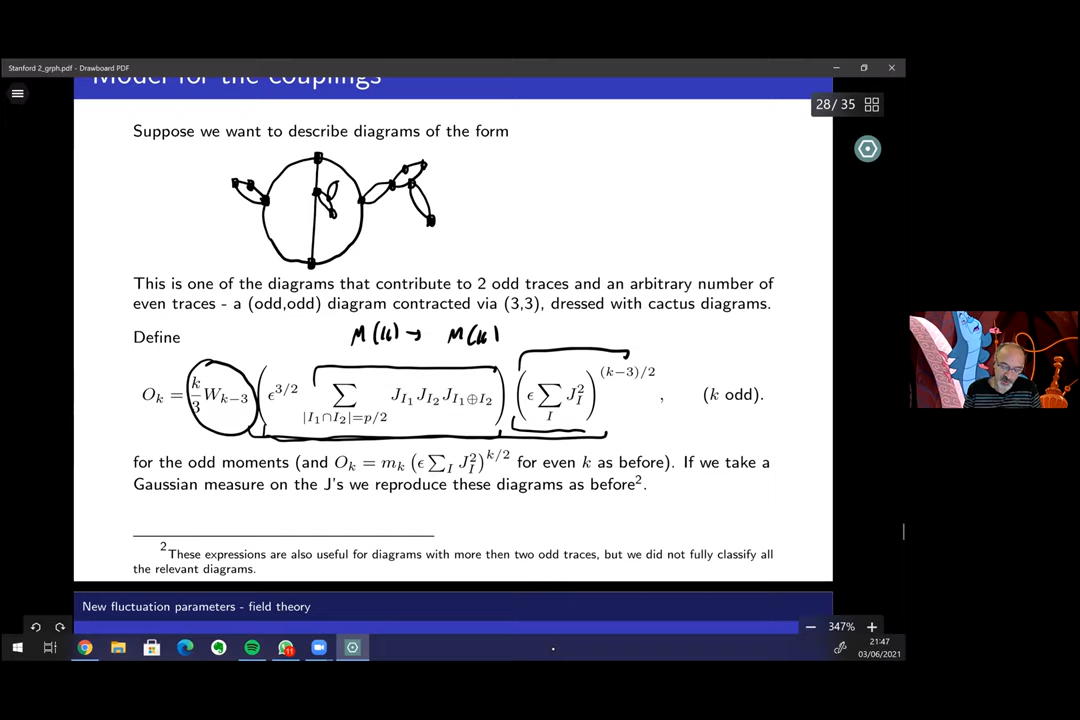 Stanford 2_grph.pdf - Drawboard PDF
Model for the couplings
28 / 35
Suppose we want to describe diagrams of the form
This is one of the diagrams that contribute to 2 odd traces and an arbitrary number of
even traces - a (odd,odd) diagram contracted via (3,3), dressed with cactus diagrams.
Define
M(k) → M(k)
O_k = \frac{k}{3} W_{k-3} ( ϵ^{3/2} ∑_{|I_1∩I_2|=p/2} J_{I_1} J_{I_2} J_{I_1⊕I_2} ) ( ϵ ∑_I J_I^2 )^{(k-3)/2} , (k odd).
for the odd moments (and O_k = m_k (ϵ ∑_I J_I^2)^{k/2} for even k as before). If we take a
Gaussian measure on the J's we reproduce these diagrams as before^2.
^2These expressions are also useful for diagrams with more then two odd traces, but we did not fully classify all
the relevant diagrams.
New fluctuation parameters - field theory
347%
21:47
03/06/2021